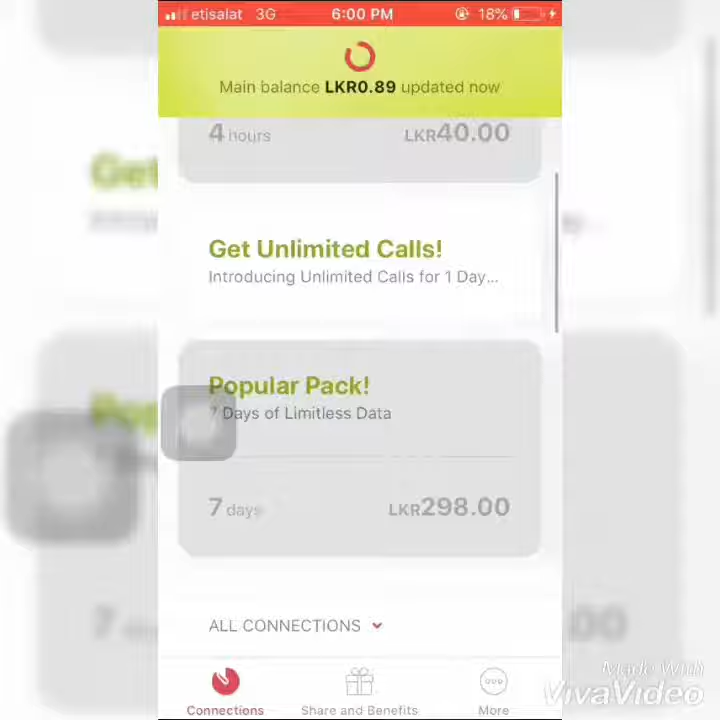 etisalat 3G 6:00 PM 18%
Main balance LKR0.89 updated now
4 hours LKR40.00
Get Unlimited Calls!
Introducing Unlimited Calls for 1 Day...
Popular Pack!
7 Days of Limitless Data
7 days LKR298.00
ALL CONNECTIONS
Connections Share and Benefits More
Made With
VivaVideo